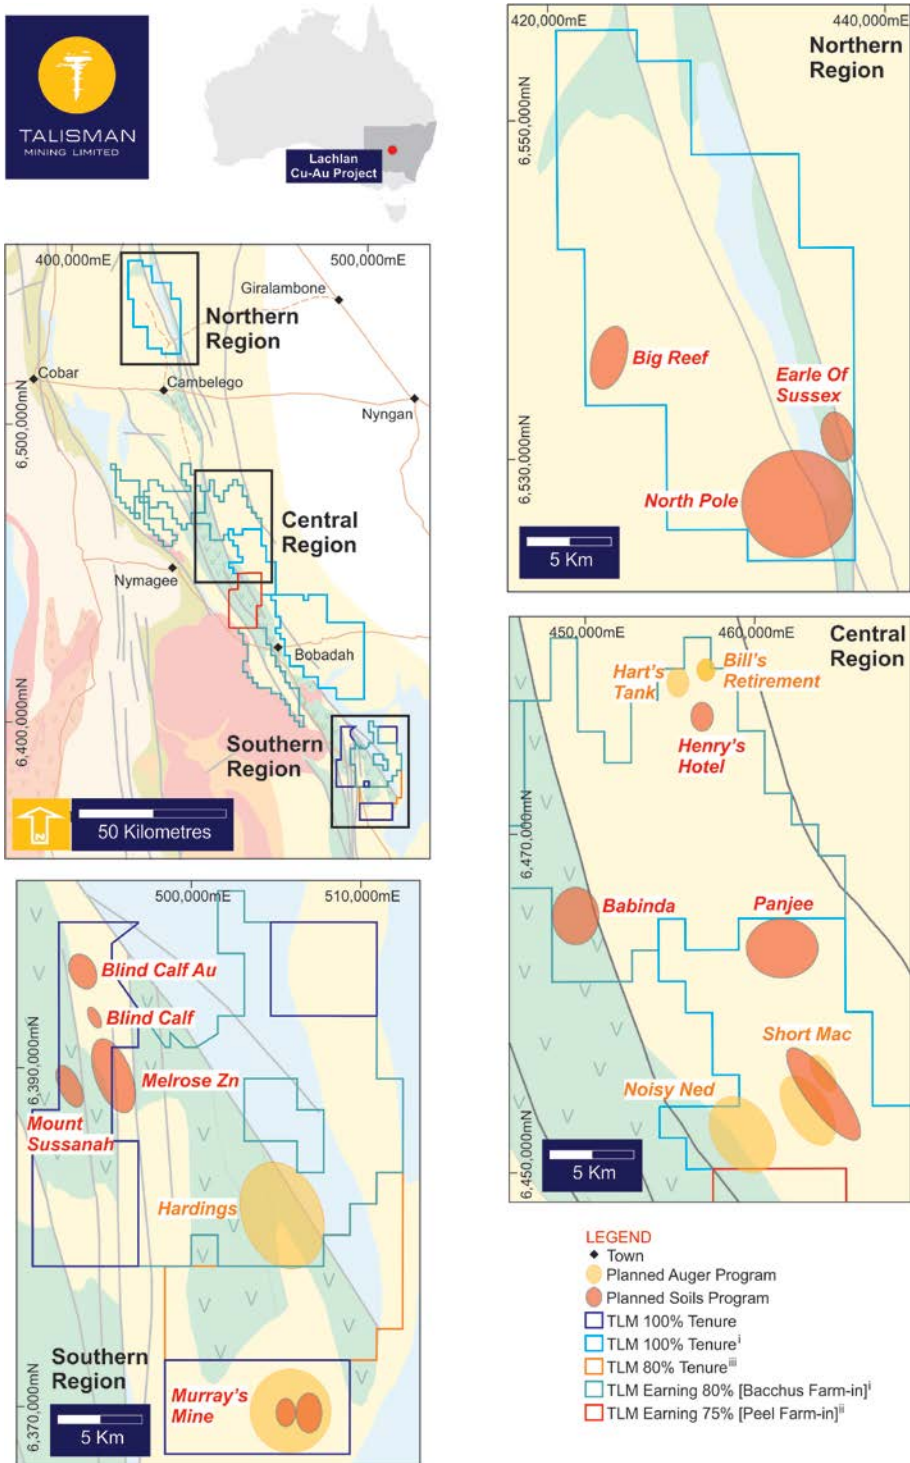 TALISMAN
MINING LIMITED
Lachlan
Cu-Au Project
400,000mE
500,000mE
Giralambone
Northern
Region
Cobar
Cambelego
Nyngan
6,500,000mN
Central
Region
Nymagee
Bobadah
6,400,000mN
Southern
Region
N
50 Kilometres
420,000mE
440,000mE
Northern
Region
6,550,000mN
Big Reef
Earle Of
Sussex
6,530,000mN
North Pole
5 Km
450,000mE
460,000mE
Central
Region
Hart's
Tank
Bill's
Retirement
Henry's
Hotel
6,470,000mN
Babinda
Panjee
Short Mac
Noisy Ned
6,450,000mN
5 Km
500,000mE
510,000mE
Blind Calf Au
Blind Calf
6,390,000mN
Melrose Zn
Mount
Sussanah
Hardings
Southern
Region
Murray's
Mine
6,370,000mN
5 Km
LEGEND
Town
Planned Auger Program
Planned Soils Program
TLM 100% Tenure
TLM 100% Tenureⁱ
TLM 80% Tenureⁱⁱⁱ
TLM Earning 80% [Bacchus Farm-in]ⁱ
TLM Earning 75% [Peel Farm-in]ⁱⁱ